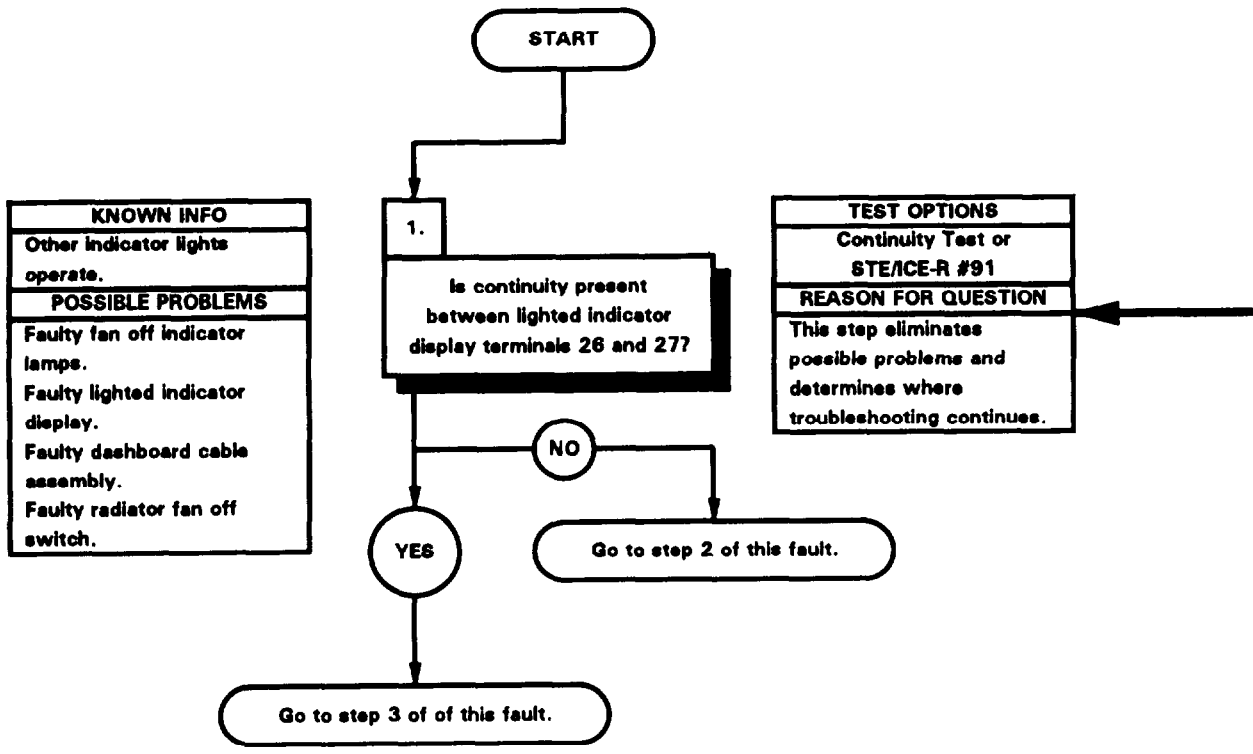 START
KNOWN INFO
Other indicator lights
operate.
POSSIBLE PROBLEMS
Faulty fan off indicator
lamps.
Faulty lighted indicator
display.
Faulty dashboard cable
assembly.
Faulty radiator fan off
switch.
1.
Is continuity present
between lighted indicator
display terminals 26 and 27?
TEST OPTIONS
Continuity Test or
STE/ICE-R #91
REASON FOR QUESTION
This step eliminates
possible problems and
determines where
troubleshooting continues.
NO
YES
Go to step 2 of this fault.
Go to step 3 of of this fault.